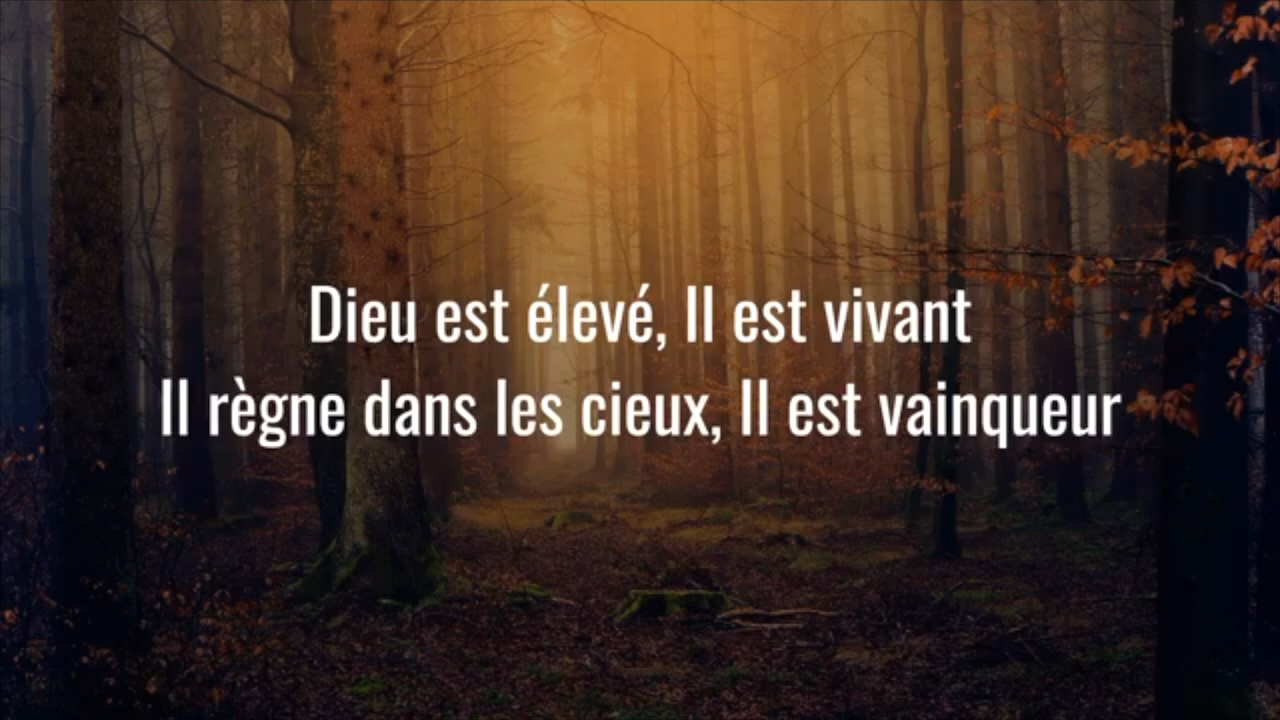 Dieu est élevé, Il est vivant
Il règne dans les cieux, Il est vainqueur